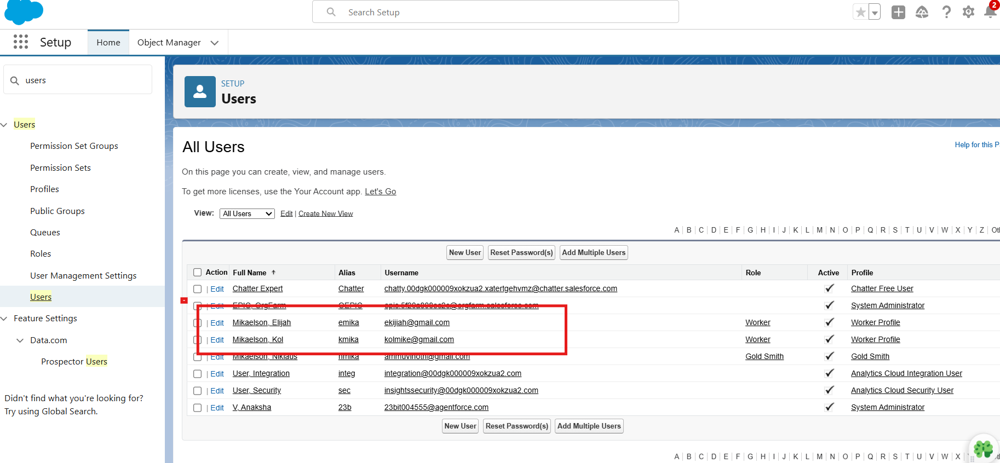 Search Setup
2
Setup Home Object Manager
users
Users
Permission Set Groups
Permission Sets
Profiles
Public Groups
Queues
Roles
User Management Settings
Users
Feature Settings
Data.com
Prospector Users
Didn't find what you're looking for?
Try using Global Search.
SETUP
Users
All Users
Help for this P
On this page you can create, view, and manage users.
To get more licenses, use the Your Account app. Let's Go
View: All Users Edit | Create New View
A B C D E F G H I J K L M N O P Q R S T U V W X Y Z Oth
New User Reset Password(s) Add Multiple Users
Action Full Name Alias Username Role Active Profile
| Edit Chatter Expert Chatter chatty.00dgk000009xokzua2.xatertgehvmz@chatter.salesforce.com Chatter Free User
| Edit EPIC, OrgFarm OEPIC System Administrator
| Edit Mikaelson, Elijah emika ekijiah@gmail.com Worker Worker Profile
| Edit Mikaelson, Kol kmika kolmike@gmail.com Worker Worker Profile
| Edit Mikaelson, Niklaus nmika ammuvinoth@gmail.com Gold Smith Gold Smith
| Edit User, Integration integ integration@00dgk000009xokzua2.com Analytics Cloud Integration User
| Edit User, Security sec insightssecurity@00dgk000009xokzua2.com Analytics Cloud Security User
| Edit V, Anaksha 23b 23bit004555@agentforce.com System Administrator
New User Reset Password(s) Add Multiple Users
A B C D E F G H I J K L M N O P Q R S T U V W X